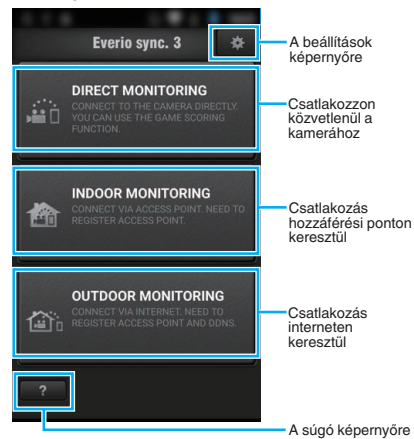 Everio sync. 3
A beállítások
képernyőre
DIRECT MONITORING
CONNECT TO THE CAMERA DIRECTLY.
YOU CAN USE THE GAME SCORING
FUNCTION.
Csatlakozzon
közvetlenül a
kamerához
INDOOR MONITORING
CONNECT VIA ACCESS POINT. NEED TO
REGISTER ACCESS POINT.
Csatlakozás
hozzáférési ponton
keresztül
OUTDOOR MONITORING
CONNECT VIA INTERNET. NEED TO
REGISTER ACCESS POINT AND DDNS.
Csatlakozás
interneten
keresztül
?
A súgó képernyőre